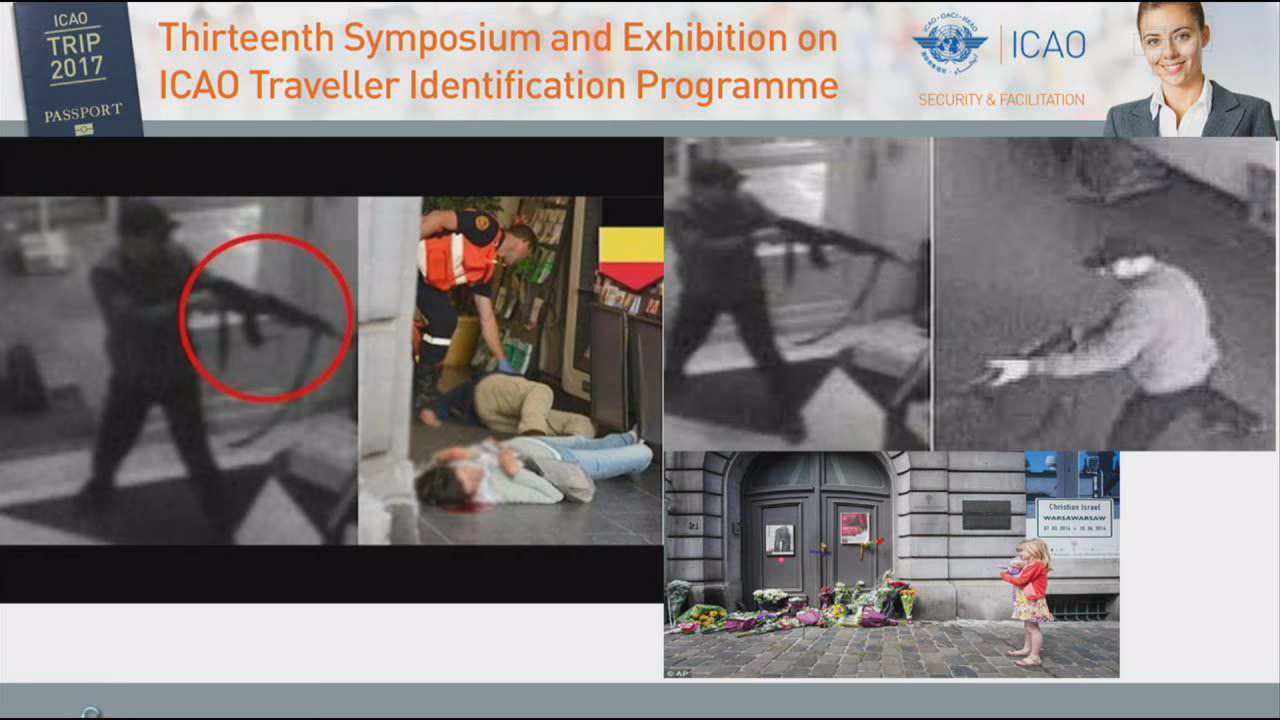 ICAO
TRIP
2017
PASSPORT
Thirteenth Symposium and Exhibition on
ICAO Traveller Identification Programme
ICAO
SECURITY & FACILITATION
Christian Israel
WARSAWARSAW
© AP